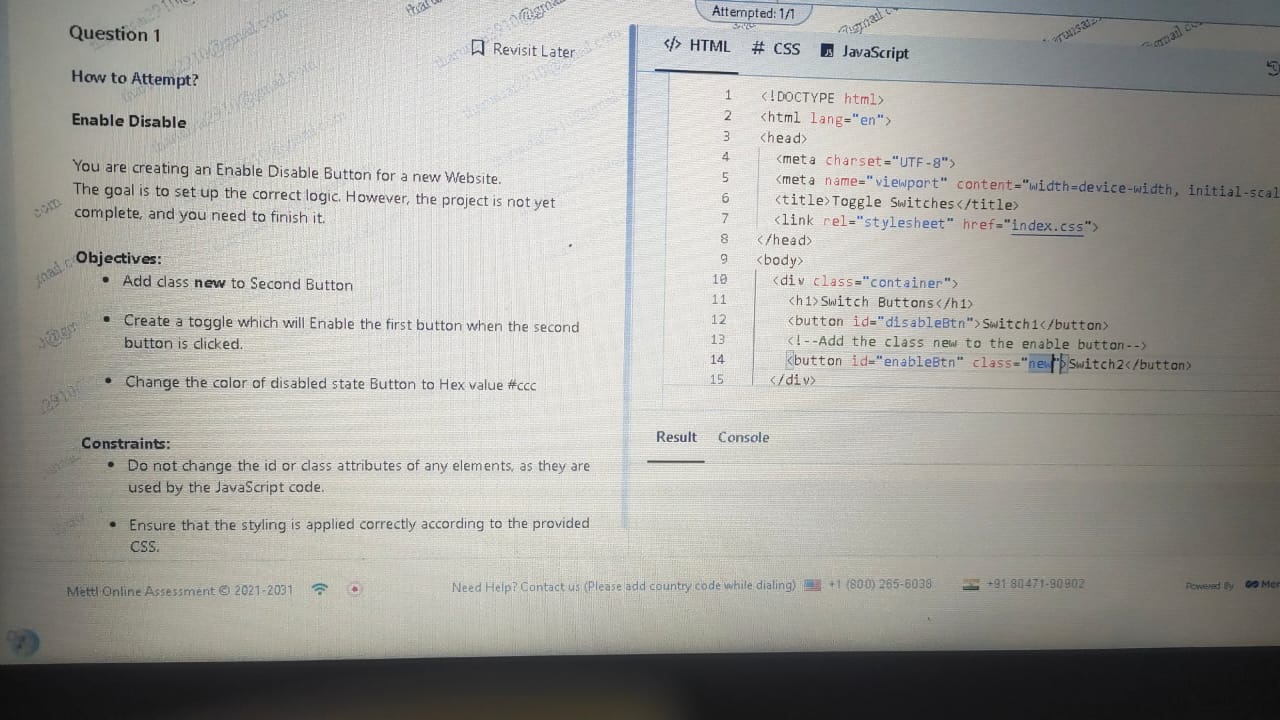 Attempted: 1/1
Question 1
Revisit Later
How to Attempt?
Enable Disable
You are creating an Enable Disable Button for a new Website.
The goal is to set up the correct logic. However, the project is not yet
complete, and you need to finish it.
Objectives:
• Add class new to Second Button
• Create a toggle which will Enable the first button when the second
button is clicked.
• Change the color of disabled state Button to Hex value #ccc
Constraints:
• Do not change the id or class attributes of any elements, as they are
used by the JavaScript code.
• Ensure that the styling is applied correctly according to the provided
CSS.
</> HTML # CSS JavaScript
1 <!DOCTYPE html>
2 <html lang="en">
3 <head>
4 <meta charset="UTF-8">
5 <meta name="viewport" content="width=device-width, initial-scal
6 <title>Toggle Switches</title>
7 <link rel="stylesheet" href="index.css">
8 </head>
9 <body>
10 <div class="container">
11 <h1>Switch Buttons</h1>
12 <button id="disableBtn">Switch1</button>
13 <!--Add the class new to the enable button-->
14 <button id="enableBtn" class="new">Switch2</button>
15 </div>
Result Console
Mettl Online Assessment © 2021-2031
Need Help? Contact us (Please add country code while dialing) +1 (800) 265-6038 +91 80471-90902
Powered By Mer